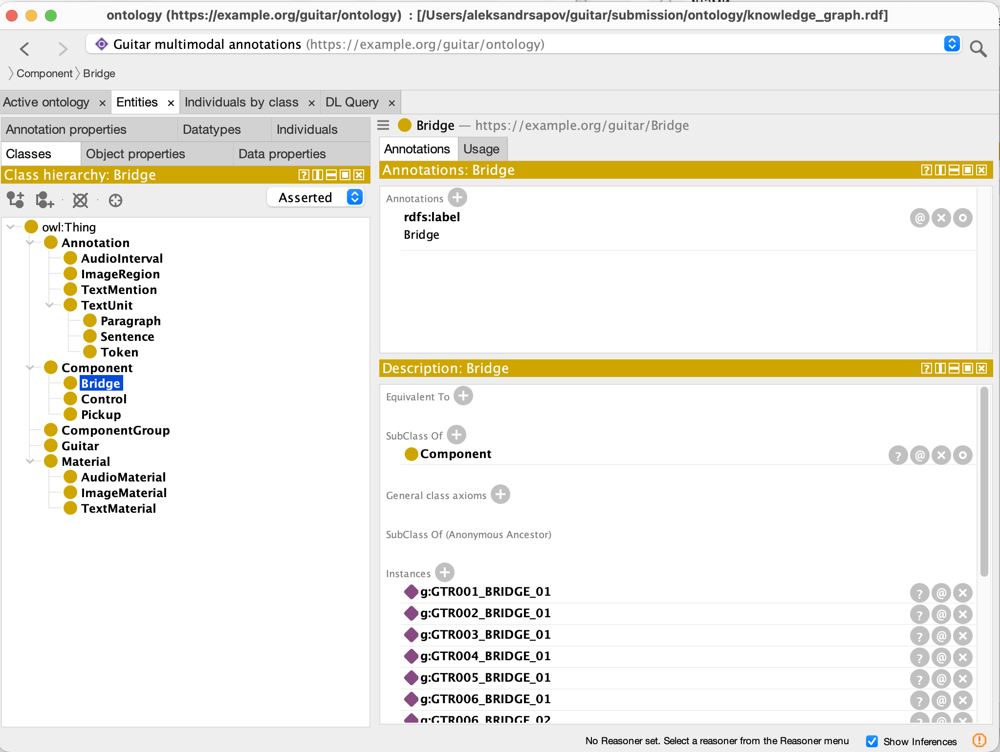 ontology (https://example.org/guitar/ontology) : [/Users/aleksandrsapov/guitar/submission/ontology/knowledge_graph.rdf]
Guitar multimodal annotations (https://example.org/guitar/ontology)
Component Bridge
Active ontology × Entities × Individuals by class × DL Query ×
Annotation properties Datatypes Individuals
Classes Object properties Data properties
Class hierarchy: Bridge
Asserted
owl:Thing
Annotation
AudioInterval
ImageRegion
TextMention
TextUnit
Paragraph
Sentence
Token
Component
Bridge
Control
Pickup
ComponentGroup
Guitar
Material
AudioMaterial
ImageMaterial
TextMaterial
Bridge — https://example.org/guitar/Bridge
Annotations Usage
Annotations: Bridge
Annotations
rdfs:label
Bridge
Description: Bridge
Equivalent To
SubClass Of
Component
General class axioms
SubClass Of (Anonymous Ancestor)
Instances
g:GTR001_BRIDGE_01
g:GTR002_BRIDGE_01
g:GTR003_BRIDGE_01
g:GTR004_BRIDGE_01
g:GTR005_BRIDGE_01
g:GTR006_BRIDGE_01
g:GTR006_BRIDGE_02
No Reasoner set. Select a reasoner from the Reasoner menu Show Inferences